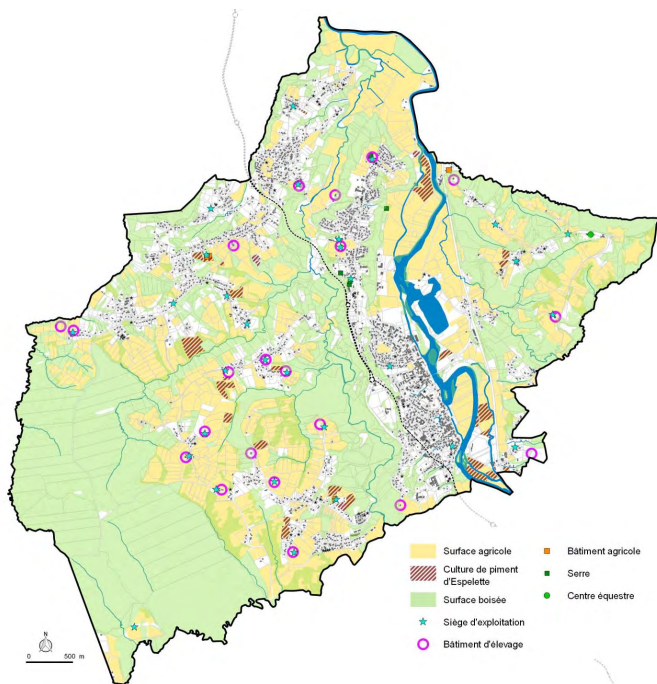 Surface agricole
Culture de piment
d'Espelette
Surface boisée
Siège d'exploitation
Bâtiment d'élevage
Bâtiment agricole
Serre
Centre équestre
N
0 500 m